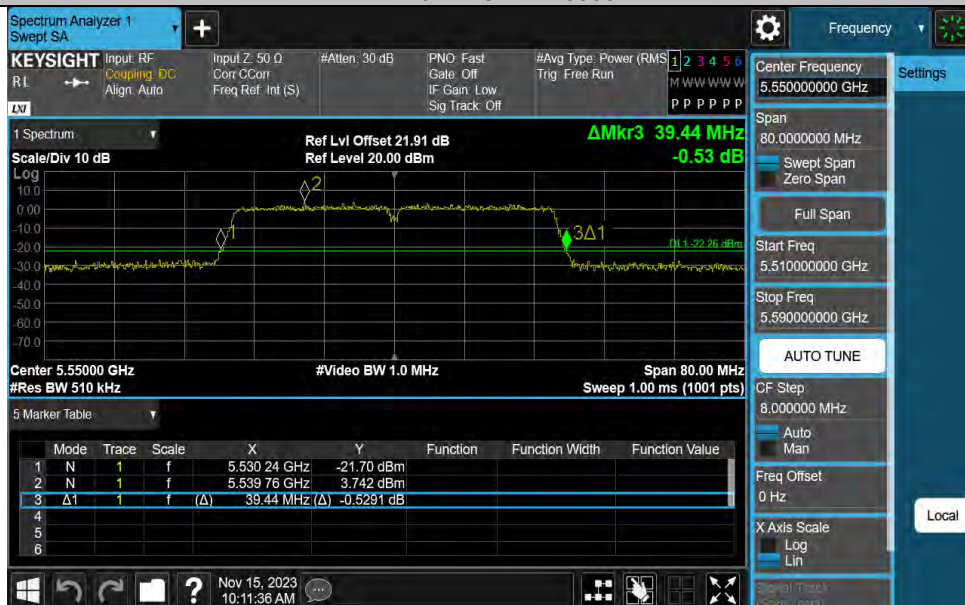 Spectrum Analyzer 1
Swept SA
+
Frequency
KEYSIGHT
RL
LXI
Input: RF
Coupling: DC
Align: Auto
Input Z: 50 Ω
Corr CCorr
Freq Ref: Int (S)
#Atten: 30 dB
PNO: Fast
Gate: Off
IF Gain: Low
Sig Track: Off
#Avg Type: Power (RMS
Trig: Free Run
1 2 3 4 5 6
M W W W W W
P P P P P P
Center Frequency
5.550000000 GHz
Settings
Span
80.0000000 MHz
Swept Span
Zero Span
Full Span
Start Freq
5.510000000 GHz
Stop Freq
5.590000000 GHz
AUTO TUNE
CF Step
8.000000 MHz
Auto
Man
Freq Offset
0 Hz
X Axis Scale
Log
Lin
Signal Track
Local
1 Spectrum
Scale/Div 10 dB
Ref Lvl Offset 21.91 dB
Ref Level 20.00 dBm
ΔMkr3 39.44 MHz
-0.53 dB
Log
10.0
0.00
-10.0
-20.0
-30.0
-40.0
-50.0
-60.0
-70.0
2
1
3Δ1
DL1 -22.26 dBm
Center 5.55000 GHz
#Video BW 1.0 MHz
Span 80.00 MHz
#Res BW 510 kHz
Sweep 1.00 ms (1001 pts)
5 Marker Table
Mode Trace Scale X Y Function Function Width Function Value
1 N 1 f 5.530 24 GHz -21.70 dBm
2 N 1 f 5.539 76 GHz 3.742 dBm
3 Δ1 1 f (Δ) 39.44 MHz (Δ) -0.5291 dB
4
5
6
?
Nov 15, 2023
10:11:36 AM